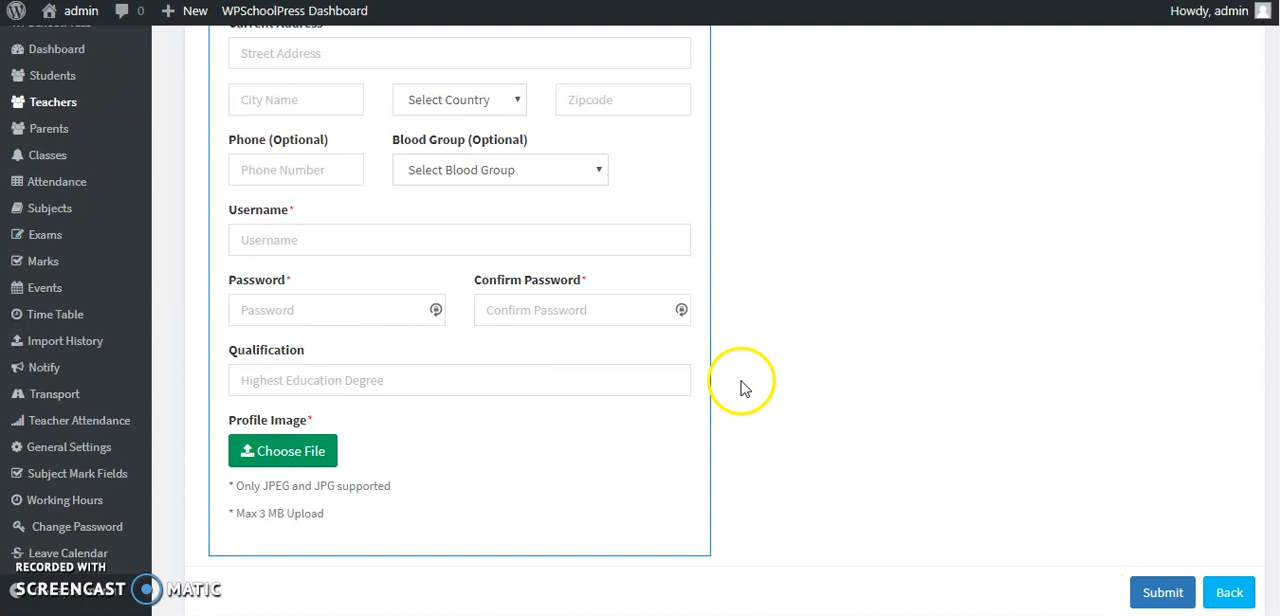 admin 0 New WPSchoolPress Dashboard Howdy, admin
Dashboard
Students
Teachers
Parents
Classes
Attendance
Subjects
Exams
Marks
Events
Time Table
Import History
Notify
Transport
Teacher Attendance
General Settings
Subject Mark Fields
Working Hours
Change Password
Leave Calendar
RECORDED WITH
SCREENCAST MATIC
Current Address
Street Address
City Name Select Country Zipcode
Phone (Optional) Blood Group (Optional)
Phone Number Select Blood Group
Username*
Username
Password* Confirm Password*
Password Confirm Password
Qualification
Highest Education Degree
Profile Image*
Choose File
* Only JPEG and JPG supported
* Max 3 MB Upload
Submit Back